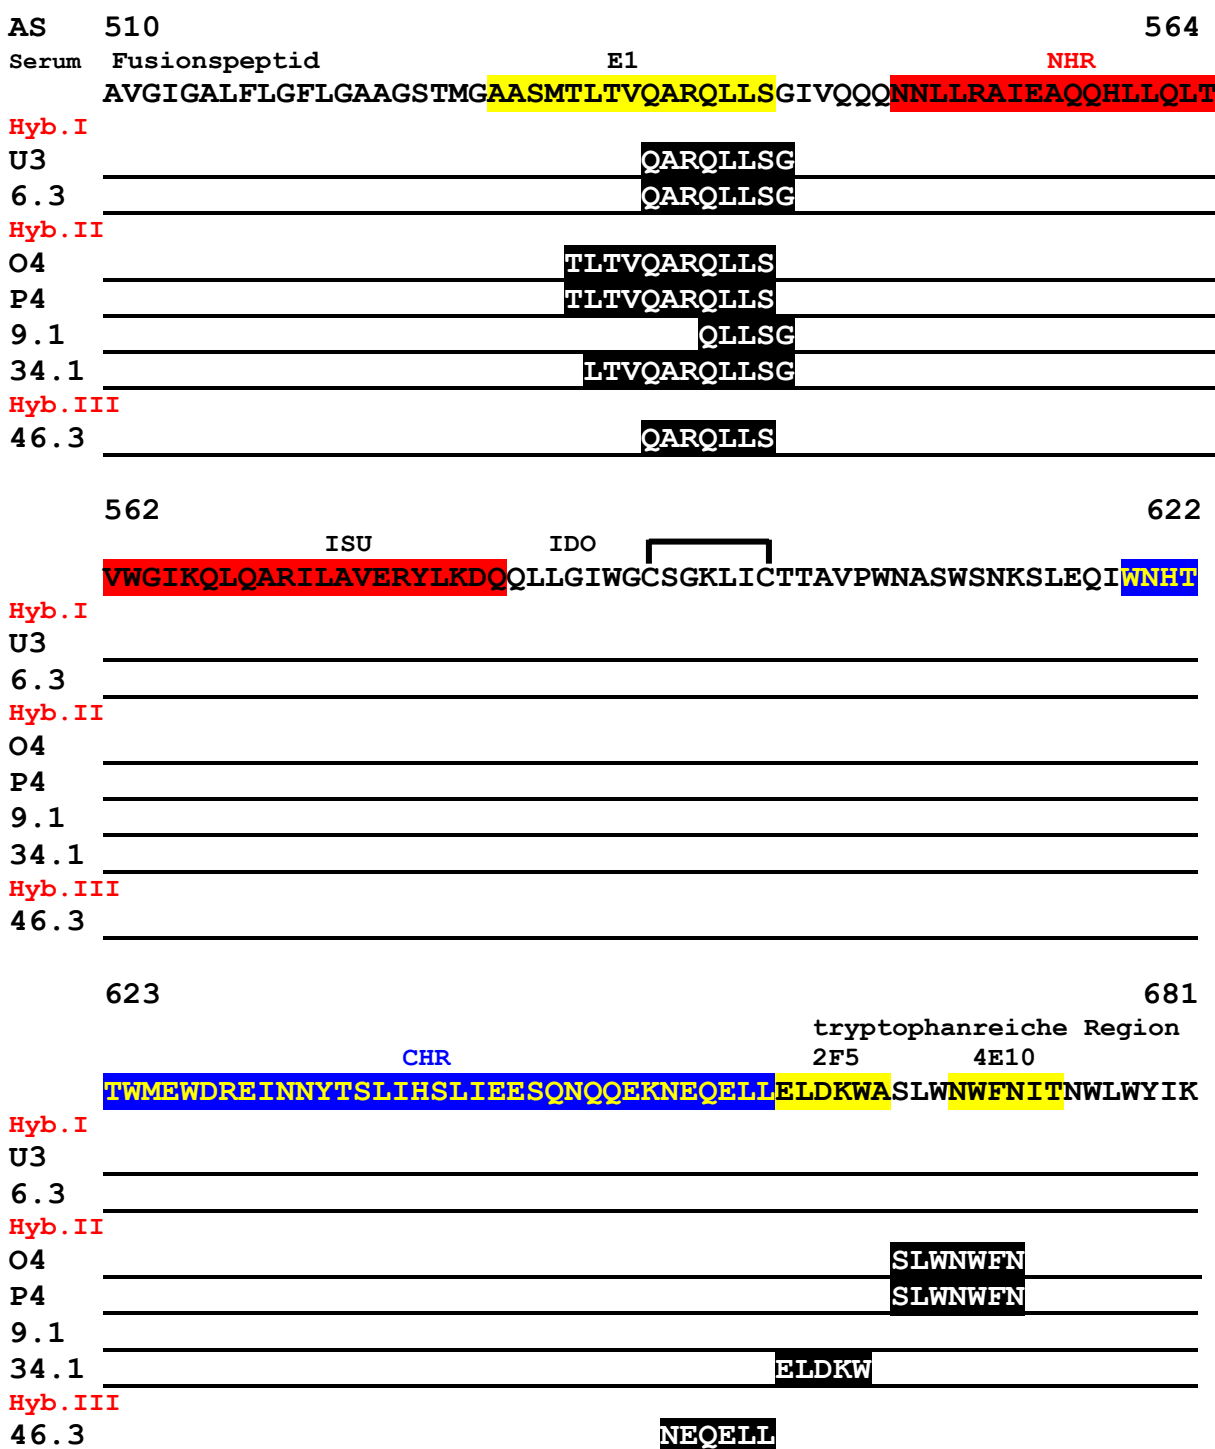 AS 510 564
Serum Fusionspeptid E1 NHR
AVGIGALFLGFLGAAGSTMGAASMTLTVQARQLLSGIVQQQNNLLRAIEAQQHLLQLT
Hyb.I
U3 QARQLLSG
6.3 QARQLLSG
Hyb.II
O4 TLTVQARQLLS
P4 TLTVQARQLLS
9.1 QLLSG
34.1 LTVQARQLLSG
Hyb.III
46.3 QARQLLS
562 622
ISU IDO
VWGIKQLQARILAVERYLKDQQLLGIWGCSGKLICTTAVPWNASWSNKSLEQIWNHT
Hyb.I
U3
6.3
Hyb.II
O4
P4
9.1
34.1
Hyb.III
46.3
623 681
tryptophanreiche Region
CHR 2F5 4E10
TWMEWDREINNYTSLIHSLIEESQNQQEKNEQELLELDKWASLWNWFNITNWLWYIK
Hyb.I
U3
6.3
Hyb.II
O4 SLWNWFN
P4 SLWNWFN
9.1
34.1 ELDKW
Hyb.III
46.3 NEQELL